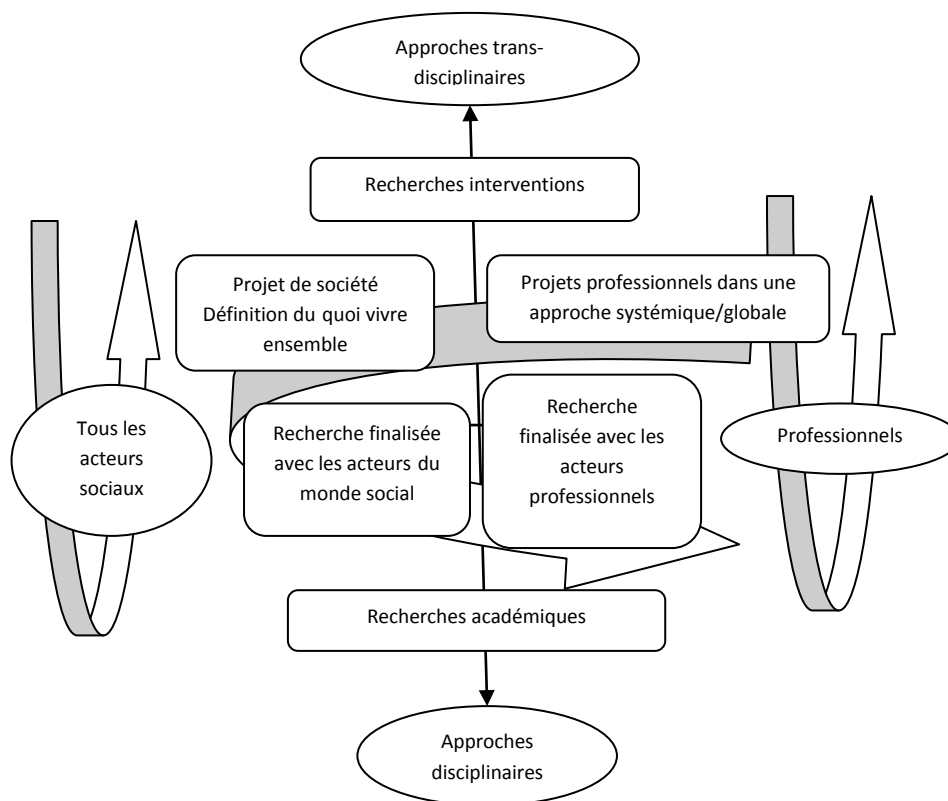 Approches trans-
disciplinaires
Recherches interventions
Projet de société
Définition du quoi vivre
ensemble
Projets professionnels dans une
approche systémique/globale
Tous les
acteurs
sociaux
Recherche finalisée
avec les acteurs du
monde social
Recherche
finalisée avec les
acteurs
professionnels
Professionnels
Recherches académiques
Approches
disciplinaires